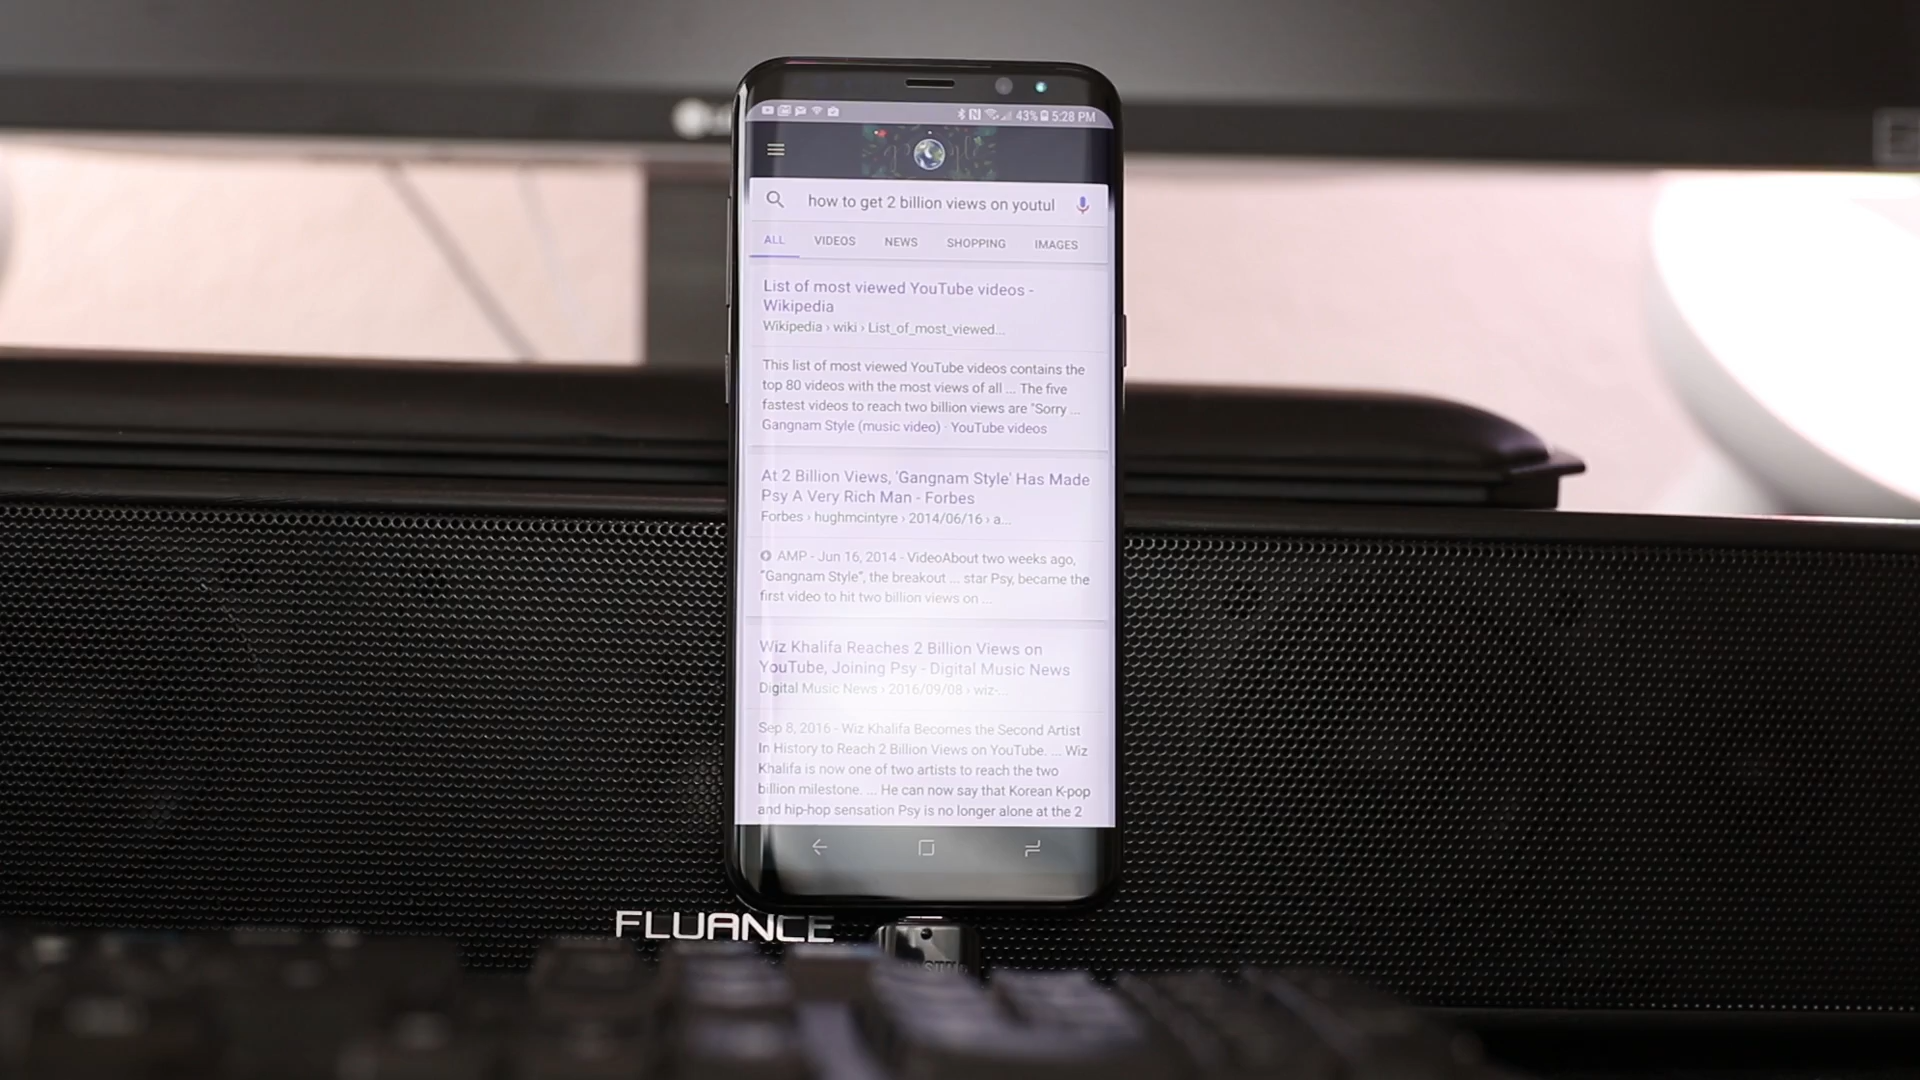 43% 5:28 PM
how to get 2 billion views on youtul
ALL VIDEOS NEWS SHOPPING IMAGES
List of most viewed YouTube videos -
Wikipedia
Wikipedia › wiki › List_of_most_viewed...
This list of most viewed YouTube videos contains the
top 80 videos with the most views of all ... The five
fastest videos to reach two billion views are "Sorry ...
Gangnam Style (music video) · YouTube videos
At 2 Billion Views, 'Gangnam Style' Has Made
Psy A Very Rich Man - Forbes
Forbes › hughmcintyre › 2014/06/16 › a...
AMP - Jun 16, 2014 - VideoAbout two weeks ago,
"Gangnam Style", the breakout ... star Psy, became the
first video to hit two billion views on ...
Wiz Khalifa Reaches 2 Billion Views on
YouTube, Joining Psy - Digital Music News
Digital Music News › 2016/09/08 › wiz-...
Sep 8, 2016 - Wiz Khalifa Becomes the Second Artist
In History to Reach 2 Billion Views on YouTube. ... Wiz
Khalifa is now one of two artists to reach the two
billion milestone. ... He can now say that Korean K-pop
and hip-hop sensation Psy is no longer alone at the 2
FLUANCE